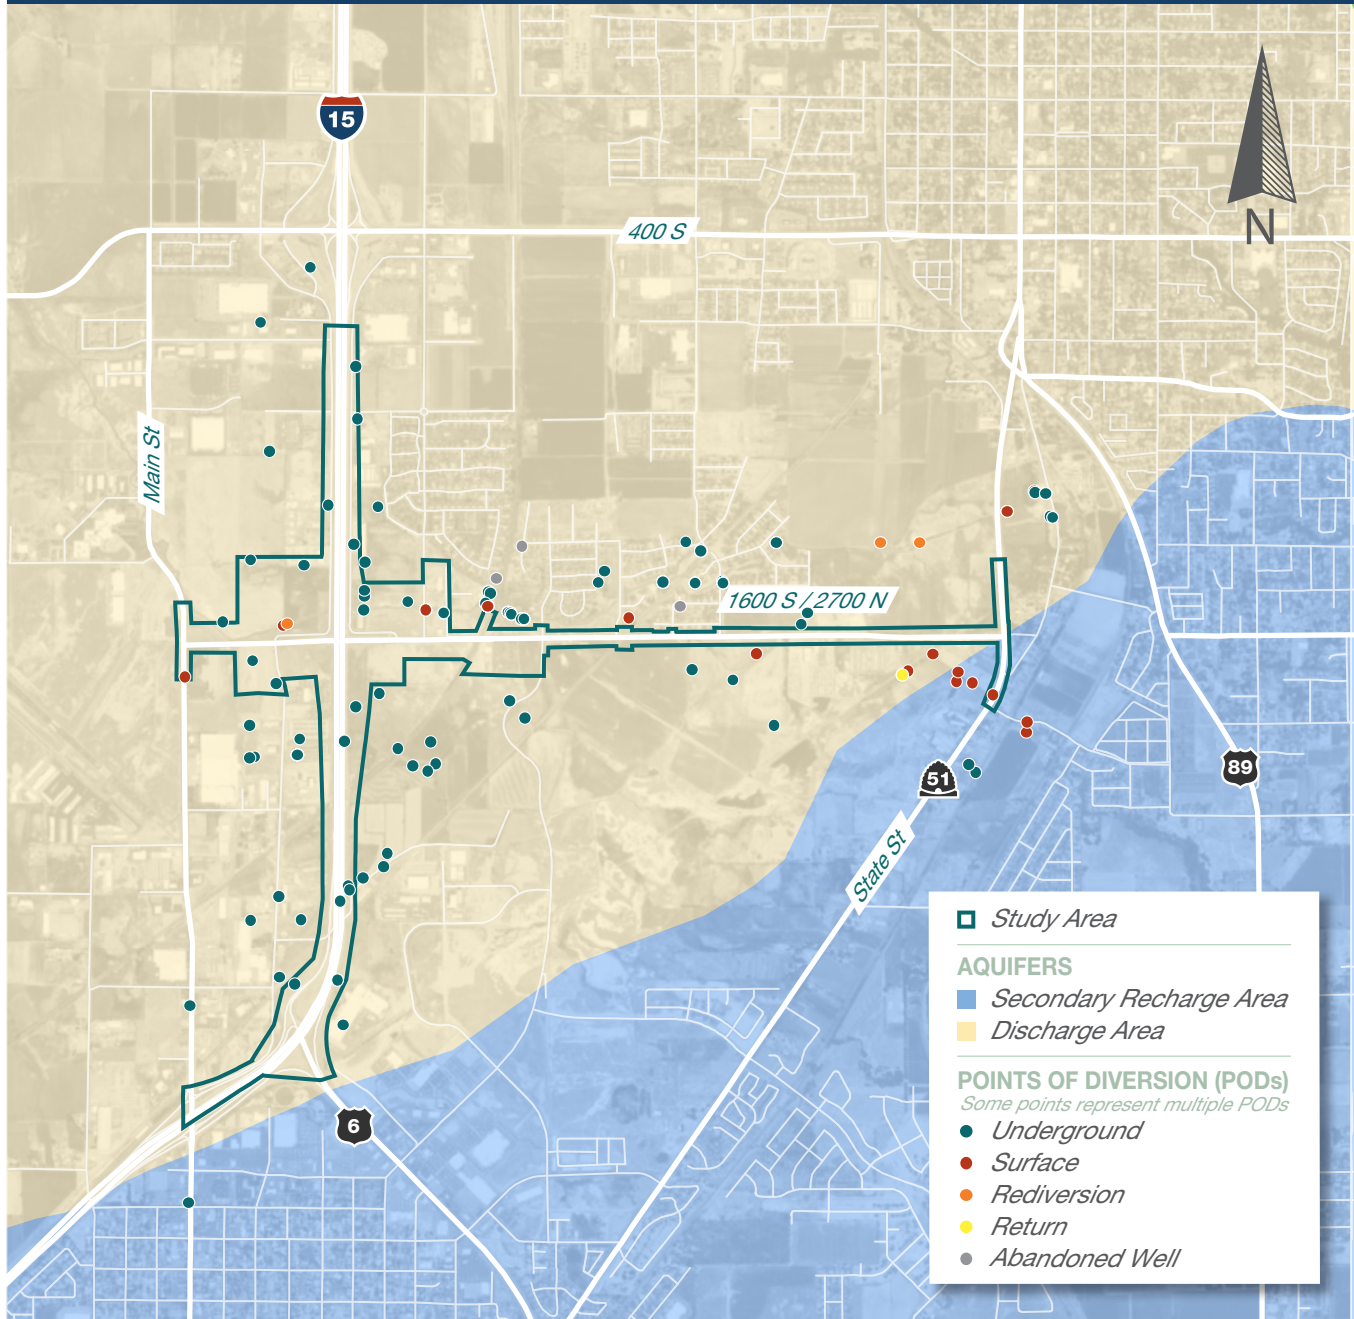 15
N
400 S
Main St
1600 S / 2700 N
51
89
State St
6
Study Area
AQUIFERS
Secondary Recharge Area
Discharge Area
POINTS OF DIVERSION (PODs)
Some points represent multiple PODs
Underground
Surface
Rediversion
Return
Abandoned Well